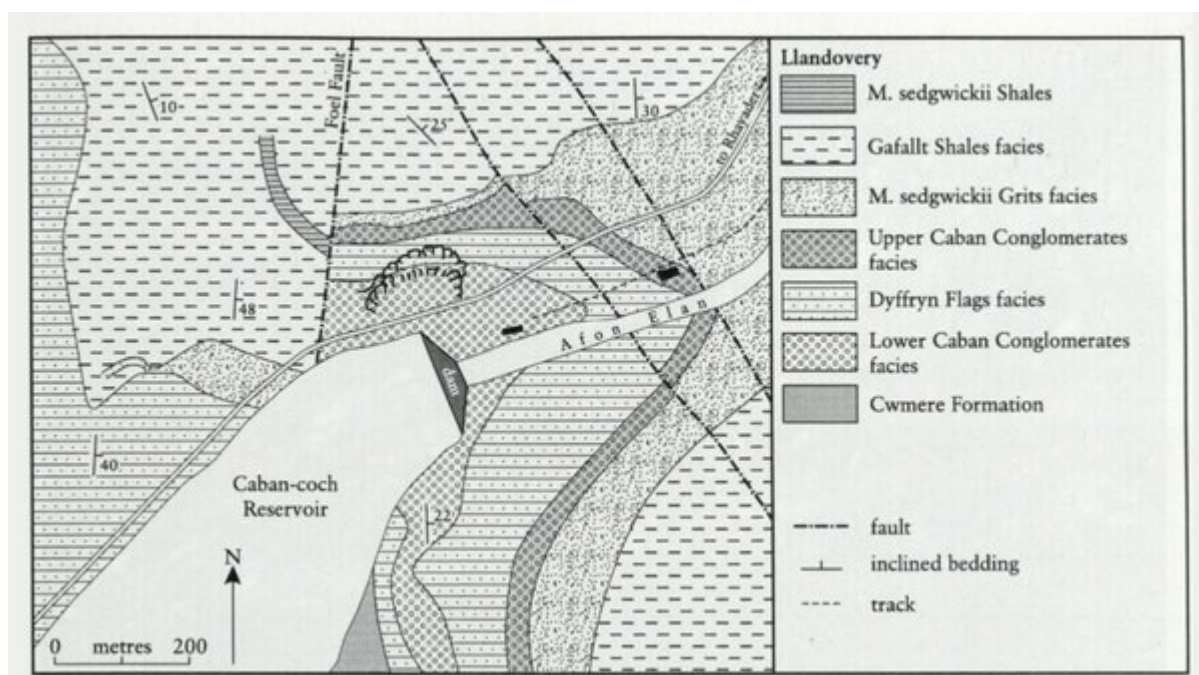 Llandovery
M. sedgwickii Shales
Gafallt Shales facies
M. sedgwickii Grits facies
Upper Caban Conglomerates
facies
Dyffryn Flags facies
Lower Caban Conglomerates
facies
Cwmere Formation
fault
inclined bedding
track
Foel Fault
10
25
30
to Rhayader
48
Afon Elan
dam
40
Caban-coch
Reservoir
22
N
0 metres 200